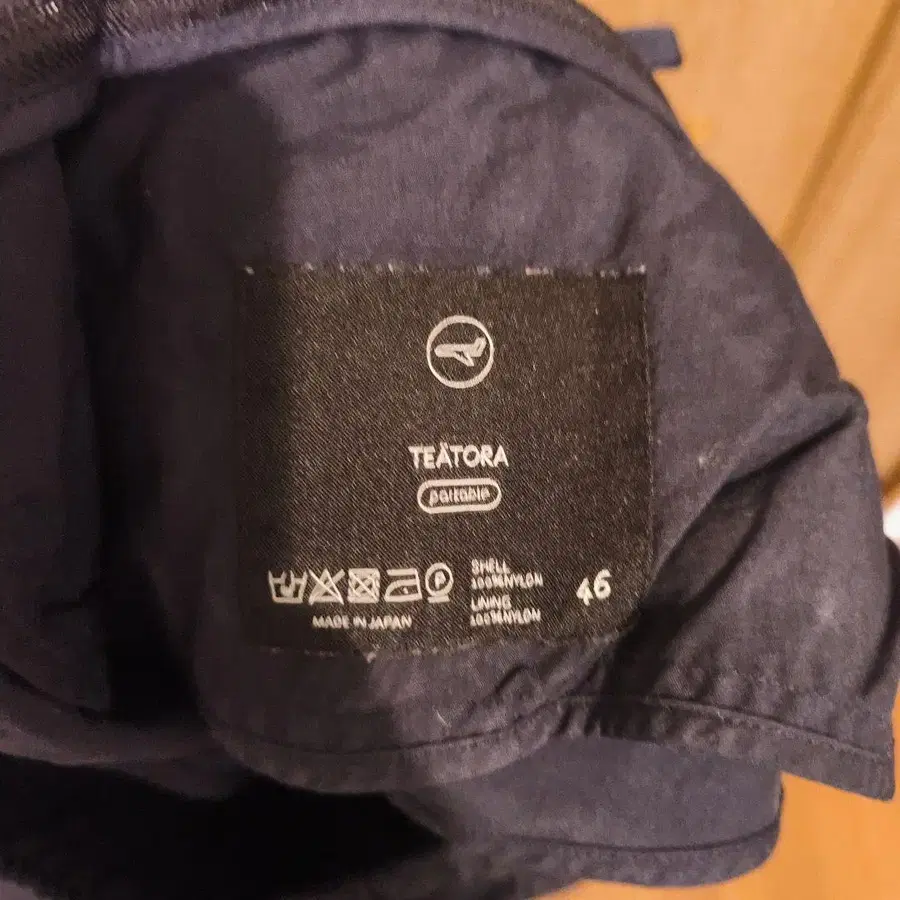 TEÄTORA
portable
P
SHELL
100%NYLON
LINING
100%NYLON
46
MADE IN JAPAN